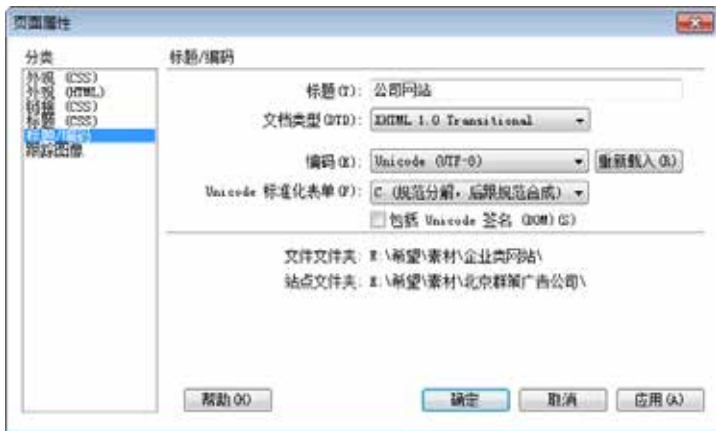 页面属性
分类
外观 (CSS)
外观 (HTML)
链接 (CSS)
标题 (CSS)
标题/编码
跟踪图像
标题/编码
标题(T): 公司网站
文档类型(DTD): XHTML 1.0 Transitional
编码(E): Unicode (UTF-8) 重新载入(R)
Unicode 标准化表单(F): C (规范分解，后跟规范合成)
包括 Unicode 签名 (BOM)(S)
文件文件夹: E:\希望\素材\企业类网站\
站点文件夹: E:\希望\素材\北京群策广告公司\
帮助(H) 确定 取消 应用(A)